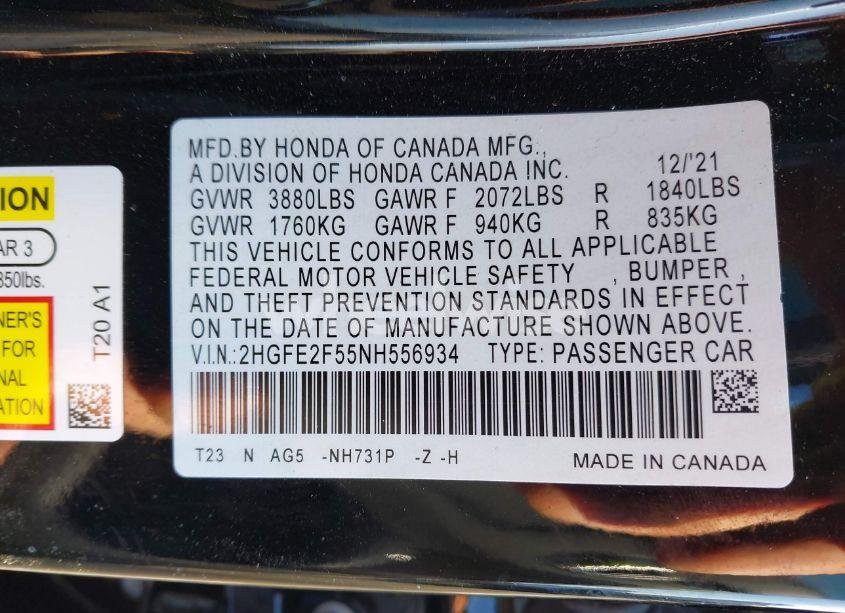 MFD.BY HONDA OF CANADA MFG.,
A DIVISION OF HONDA CANADA INC. 12/'21
GVWR 3880LBS GAWR F 2072LBS R 1840LBS
GVWR 1760KG GAWR F 940KG R 835KG
THIS VEHICLE CONFORMS TO ALL APPLICABLE
FEDERAL MOTOR VEHICLE SAFETY , BUMPER ,
AND THEFT PREVENTION STANDARDS IN EFFECT
ON THE DATE OF MANUFACTURE SHOWN ABOVE.
V.I.N.:2HGFE2F55NH556934 TYPE: PASSENGER CAR
T23 N AG5 -NH731P -Z -H MADE IN CANADA
TION
AR 3
850lbs.
NER'S
FOR
NAL
ATION
T20 A1